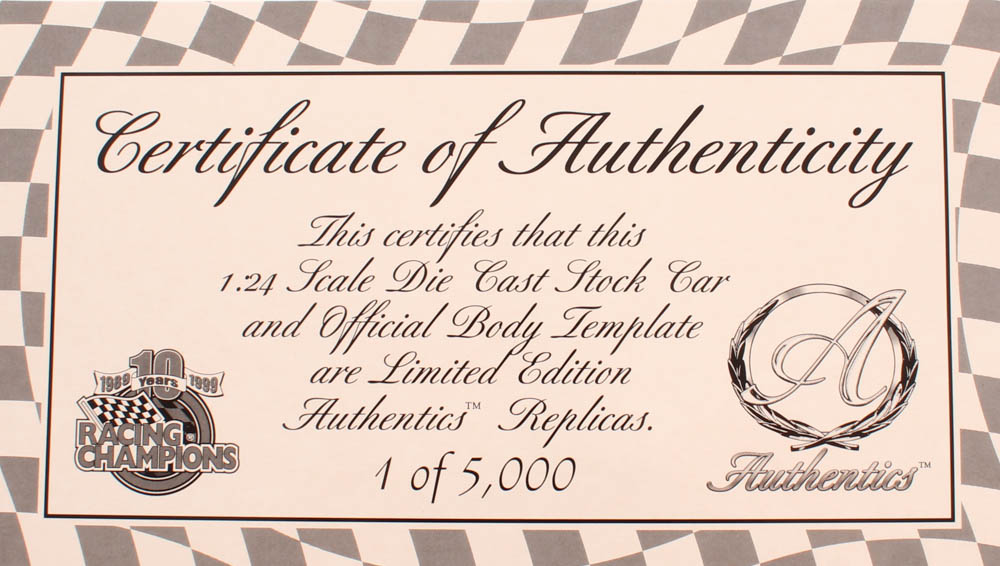 Certificate of Authenticity
This certifies that this
1:24 Scale Die Cast Stock Car
and Official Body Template
are Limited Edition
Authentics™ Replicas.
1 of 5,000
1989 10 Years 1999
RACING
CHAMPIONS
A
Authentics™